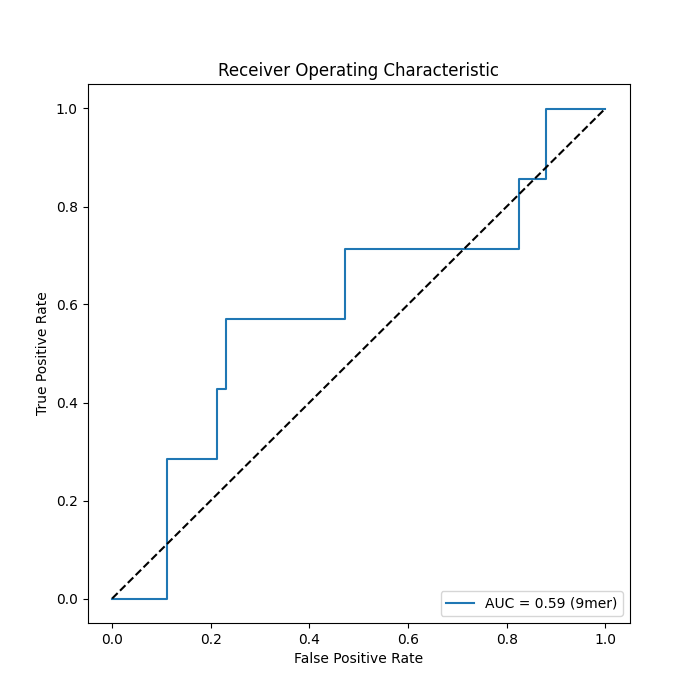 Receiver Operating Characteristic
1.0
0.8
0.6
0.4
0.2
0.0
True Positive Rate
AUC = 0.59 (9mer)
0.0 0.2 0.4 0.6 0.8 1.0
False Positive Rate